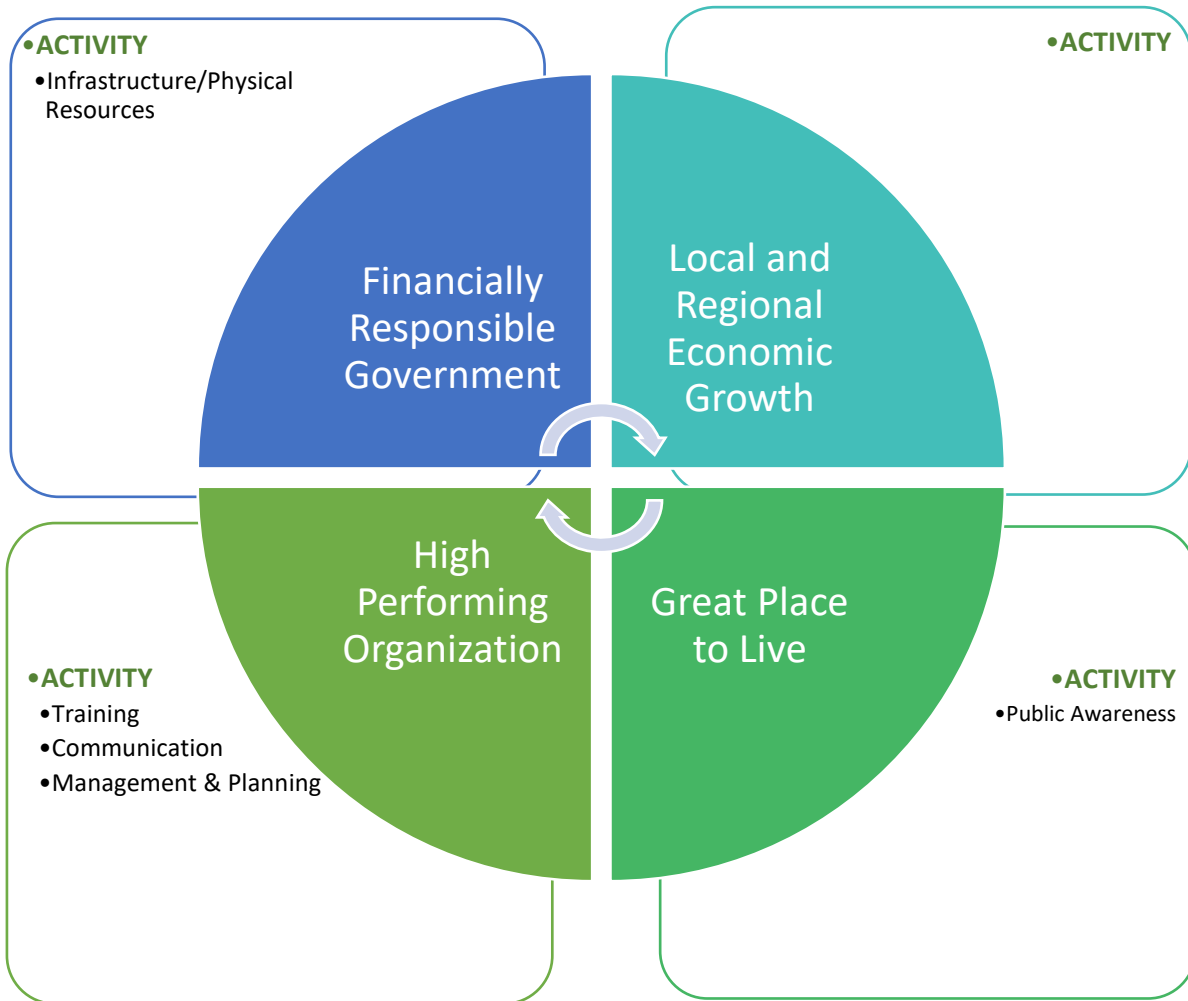 •ACTIVITY
•Infrastructure/Physical
Resources
•ACTIVITY
Financially
Responsible
Government
Local and
Regional
Economic
Growth
High
Performing
Organization
Great Place
to Live
•ACTIVITY
•Training
•Communication
•Management & Planning
•ACTIVITY
•Public Awareness